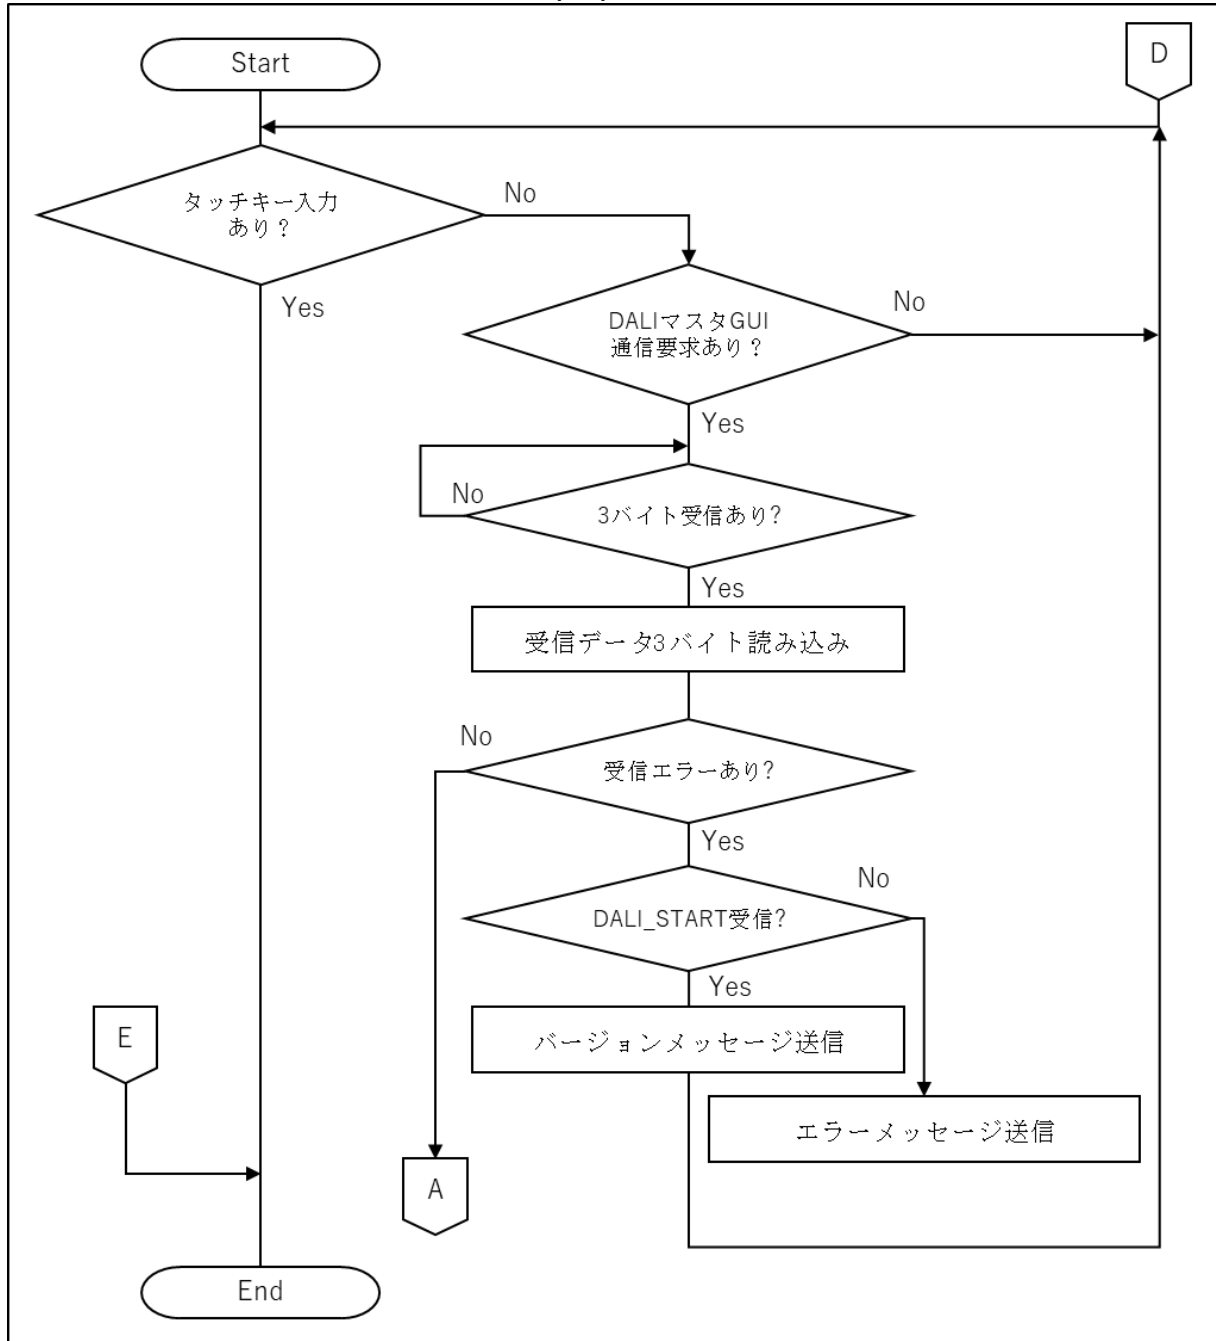 Start
D
タッチキー入力
あり？
No
Yes
DALIマスタGUI
通信要求あり？
No
Yes
No
3バイト受信あり?
Yes
受信データ3バイト読み込み
No
受信エラーあり?
Yes
No
DALI_START受信?
Yes
E
バージョンメッセージ送信
エラーメッセージ送信
A
End